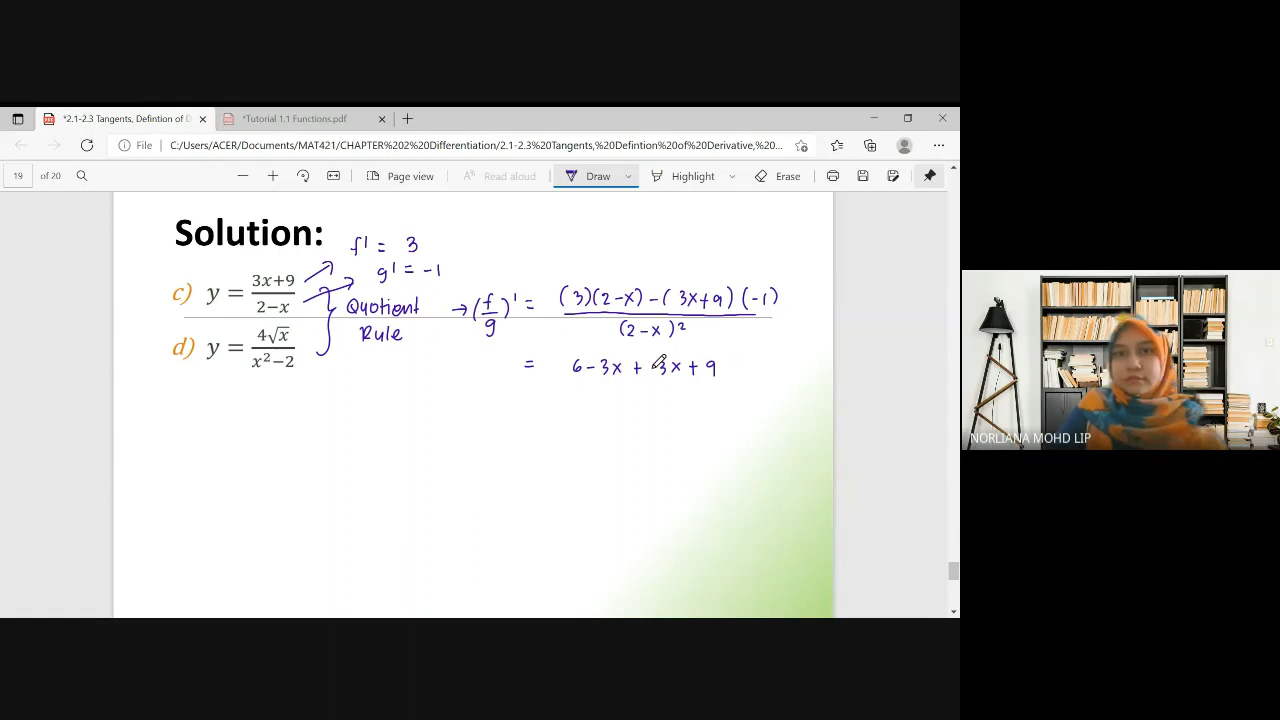 *2.1-2.3 Tangents, Defintion of D
*Tutorial 1.1 Functions.pdf
File C:/Users/ACER/Documents/MAT421/CHAPTER%202%20Differentiation/2.1-2.3%20Tangents,%20Defintion%20of%20Derivative,%20...
19 of 20 Page view Read aloud Draw Highlight Erase
Solution:
f' = 3
g' = -1
c) y = (3x+9)/(2−x)
Quotient Rule → (f/g)' = ((3)(2-x) - (3x+9)(-1))/(2-x)²
d) y = (4√x)/(x²−2)
= 6 - 3x + 3x + 9
NORLIANA MOHD LIP